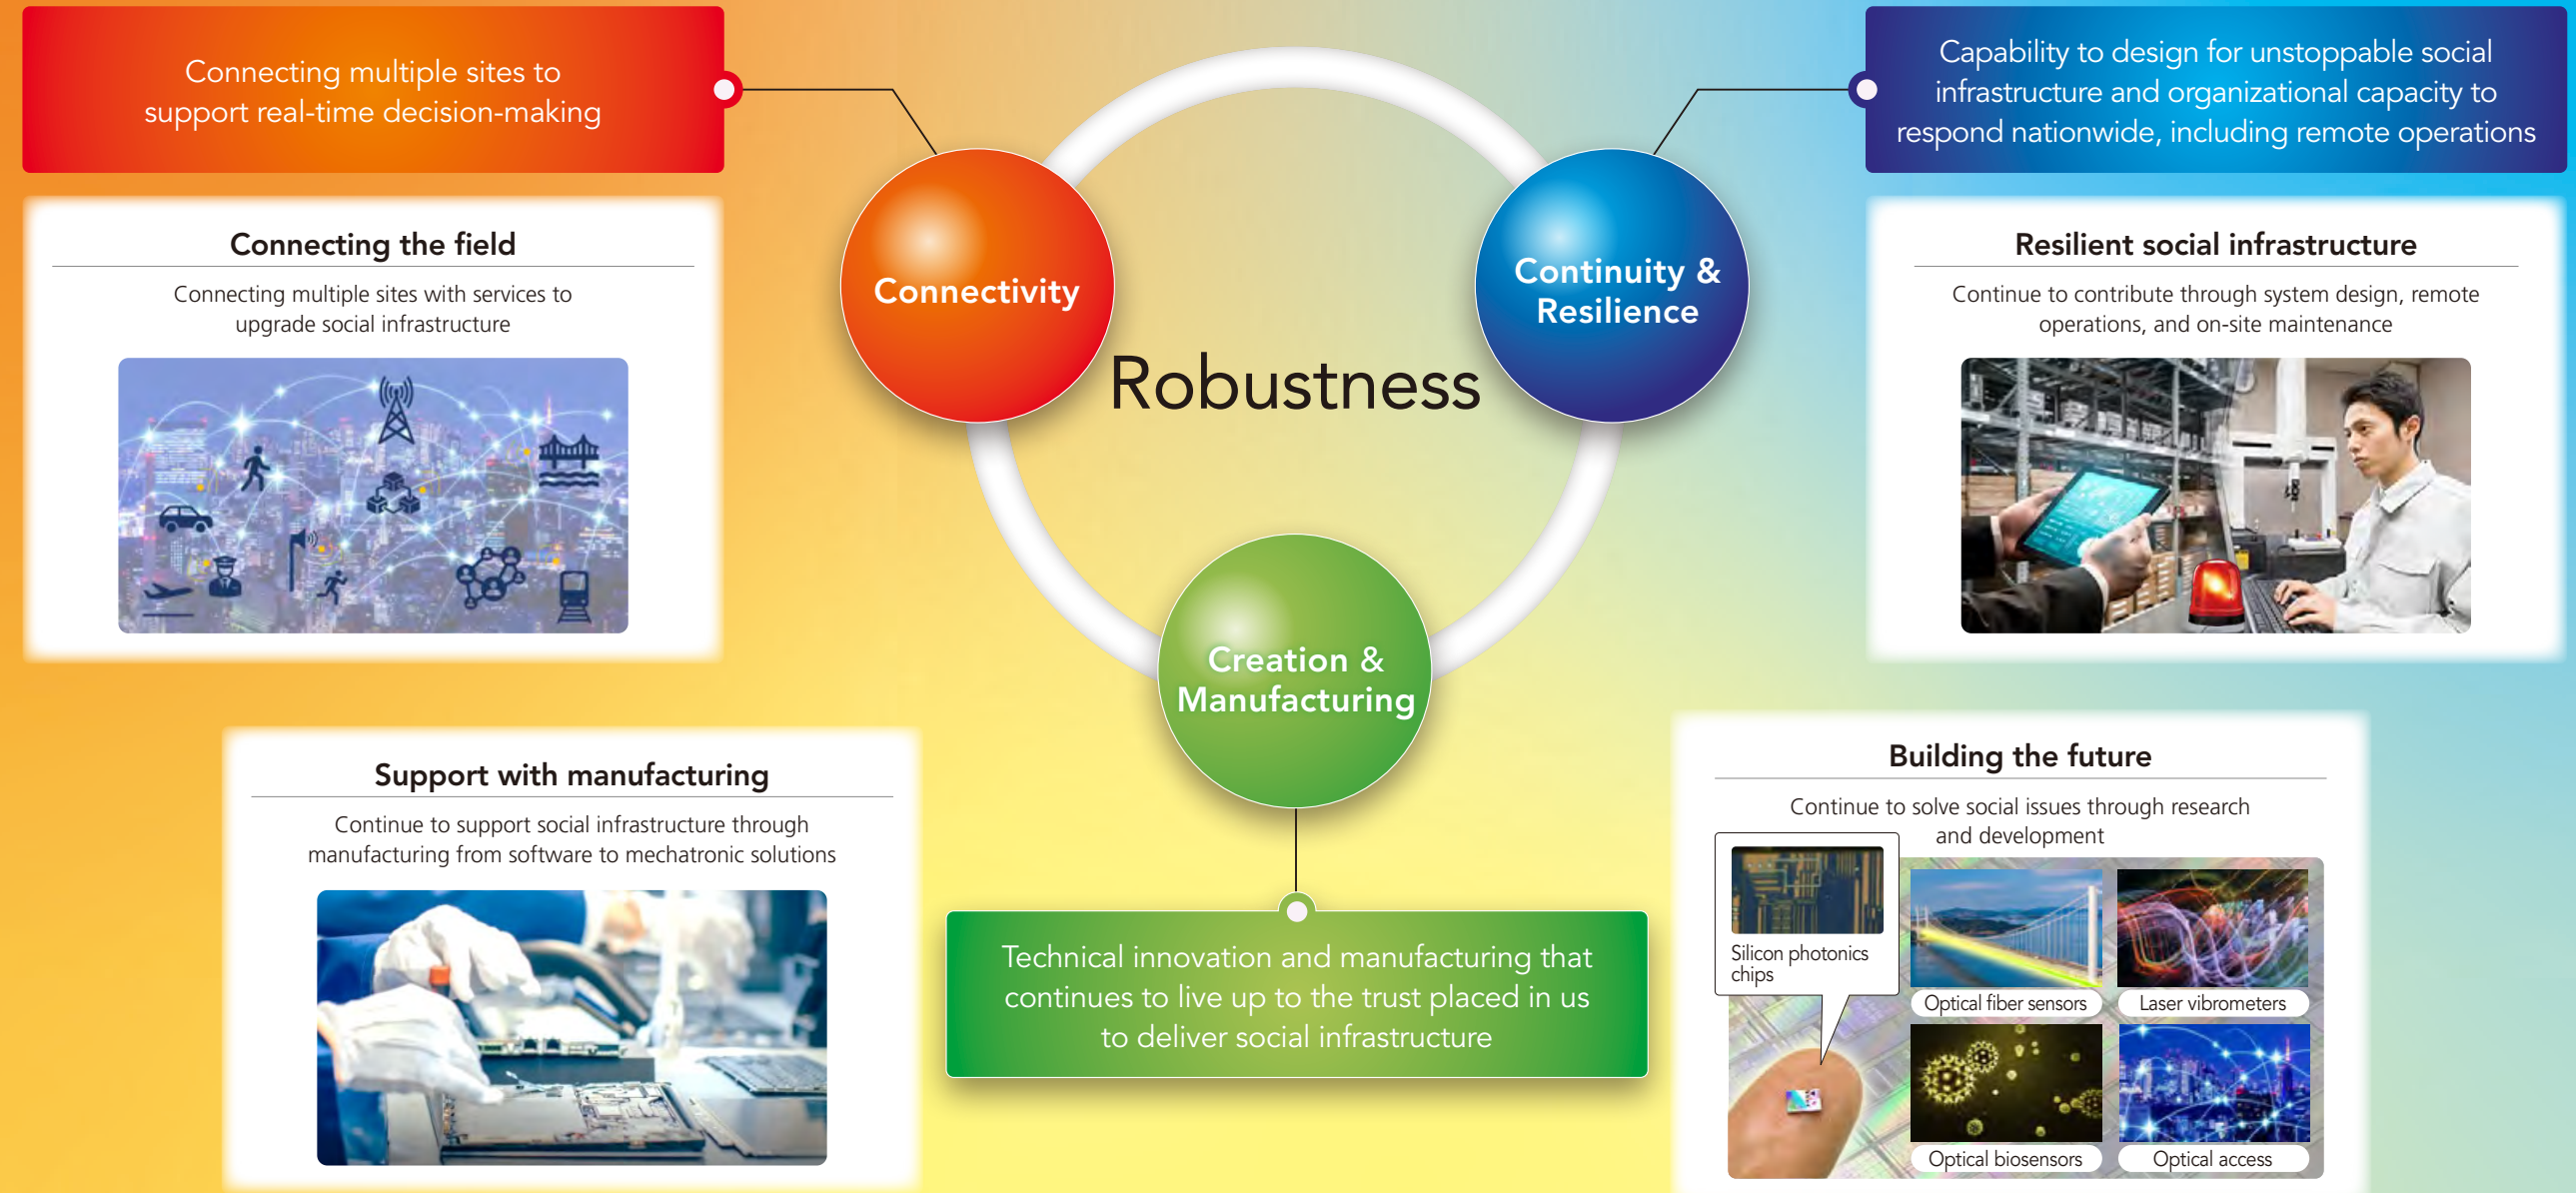 Connecting multiple sites to
support real-time decision-making
Capability to design for unstoppable social
infrastructure and organizational capacity to
respond nationwide, including remote operations
Connecting the field
Connecting multiple sites with services to
upgrade social infrastructure
Connectivity
Continuity &
Resilience
Robustness
Resilient social infrastructure
Continue to contribute through system design, remote
operations, and on-site maintenance
Creation &
Manufacturing
Support with manufacturing
Continue to support social infrastructure through
manufacturing from software to mechatronic solutions
Technical innovation and manufacturing that
continues to live up to the trust placed in us
to deliver social infrastructure
Building the future
Continue to solve social issues through research
and development
Silicon photonics
chips
Optical fiber sensors
Laser vibrometers
Optical biosensors
Optical access